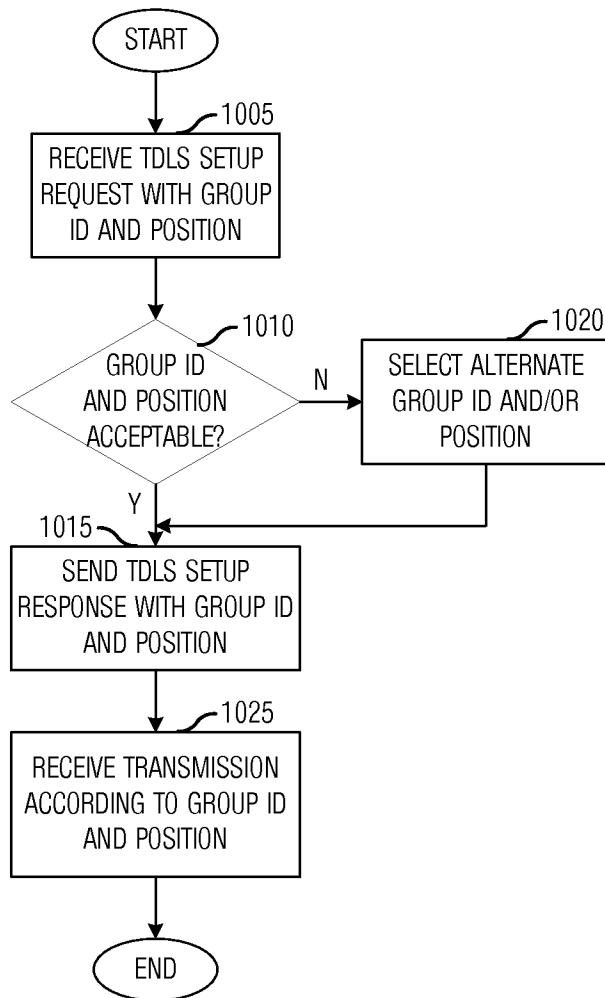 START
1005
RECEIVE TDLS SETUP
REQUEST WITH GROUP
ID AND POSITION
1010
GROUP ID
AND POSITION
ACCEPTABLE?
N
1020
SELECT ALTERNATE
GROUP ID AND/OR
POSITION
Y
1015
SEND TDLS SETUP
RESPONSE WITH GROUP ID
AND POSITION
1025
RECEIVE TRANSMISSION
ACCORDING TO GROUP ID
AND POSITION
END